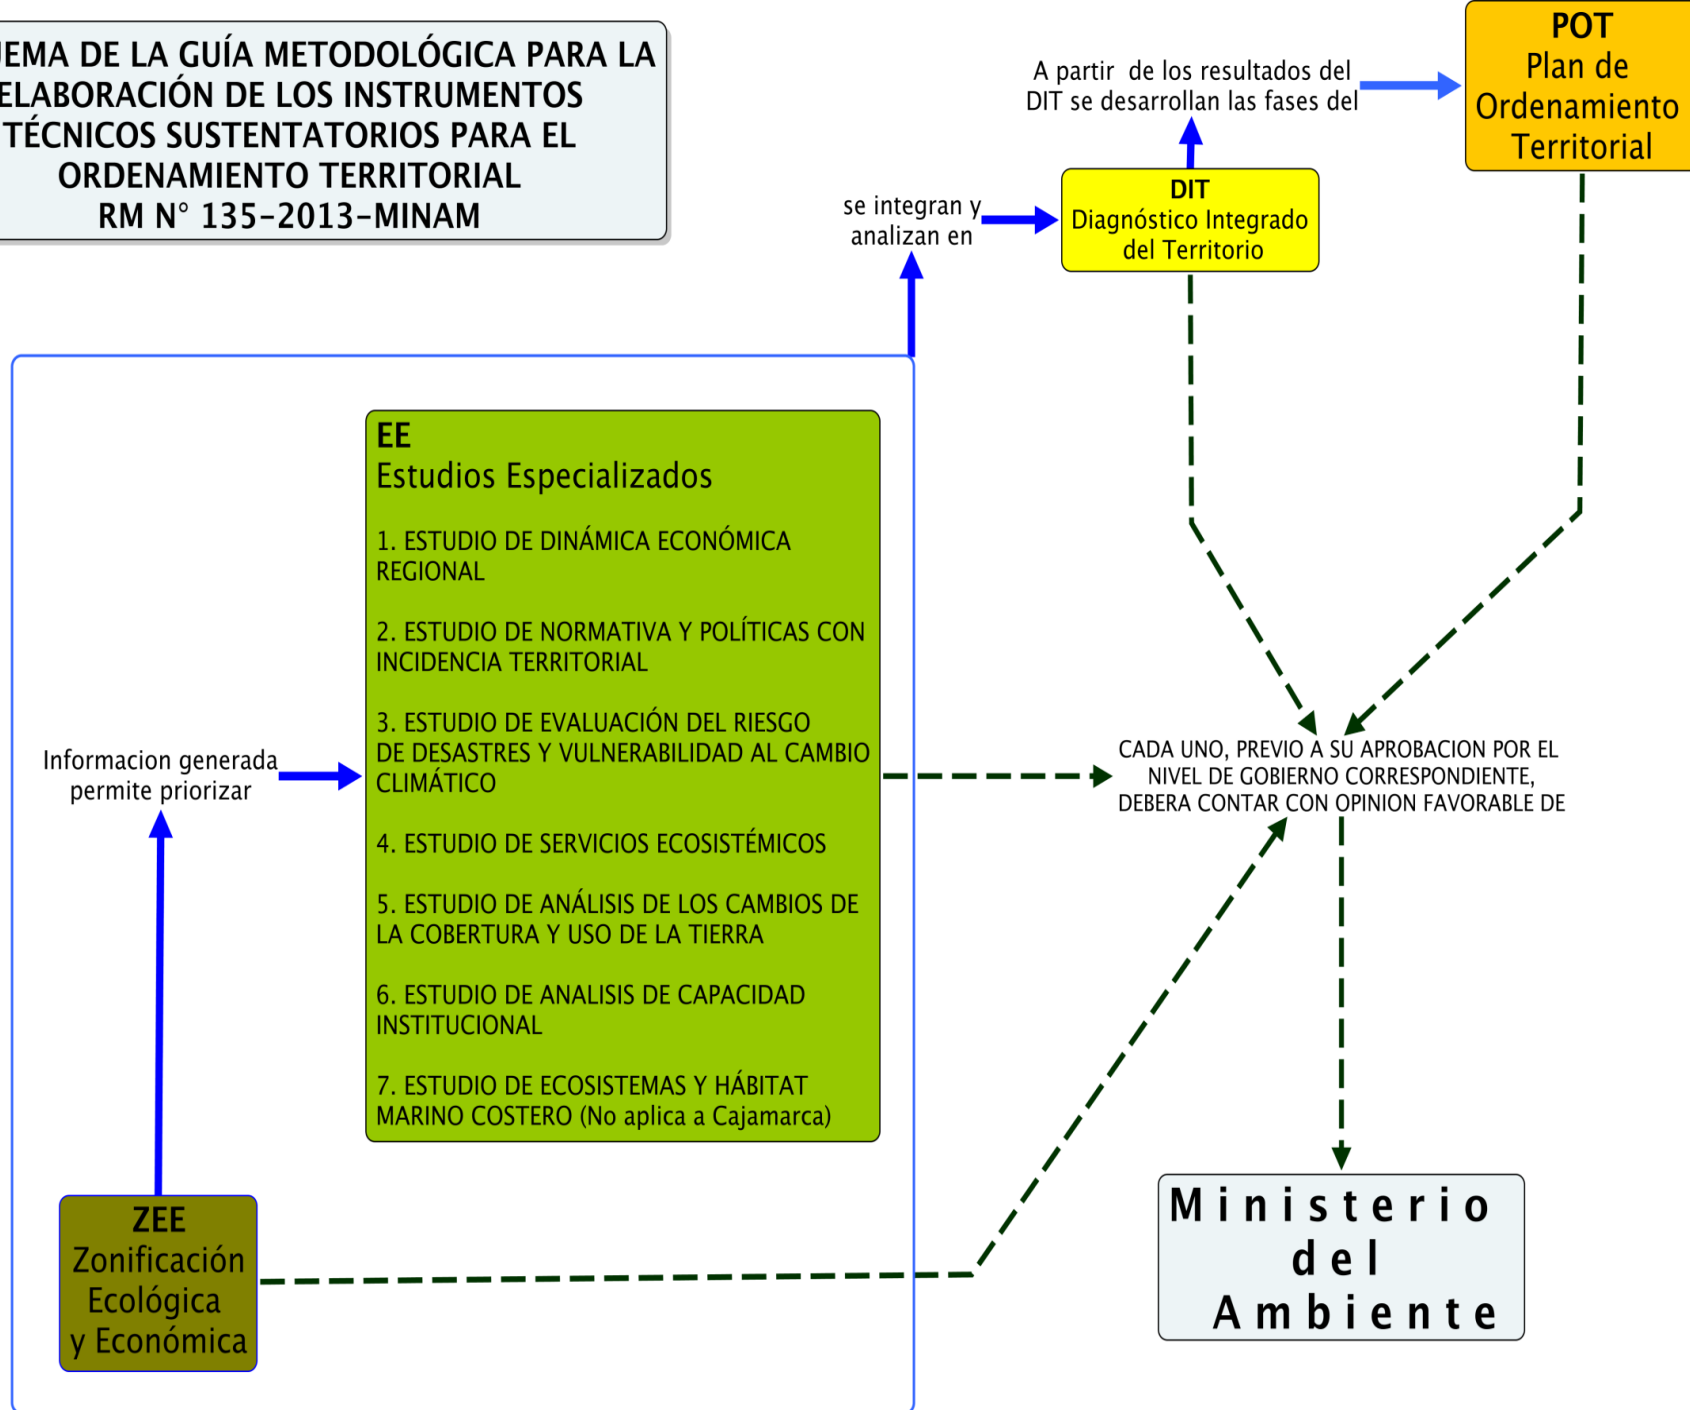 UEMA DE LA GUÍA METODOLÓGICA PARA LA
ELABORACIÓN DE LOS INSTRUMENTOS
TÉCNICOS SUSTENTATORIOS PARA EL
ORDENAMIENTO TERRITORIAL
RM N° 135-2013-MINAM
A partir de los resultados del
DIT se desarrollan las fases del
POT
Plan de
Ordenamiento
Territorial
se integran y
analizan en
DIT
Diagnóstico Integrado
del Territorio
EE
Estudios Especializados
1. ESTUDIO DE DINÁMICA ECONÓMICA
REGIONAL
2. ESTUDIO DE NORMATIVA Y POLÍTICAS CON
INCIDENCIA TERRITORIAL
3. ESTUDIO DE EVALUACIÓN DEL RIESGO
DE DESASTRES Y VULNERABILIDAD AL CAMBIO
CLIMÁTICO
4. ESTUDIO DE SERVICIOS ECOSISTÉMICOS
5. ESTUDIO DE ANÁLISIS DE LOS CAMBIOS DE
LA COBERTURA Y USO DE LA TIERRA
6. ESTUDIO DE ANALISIS DE CAPACIDAD
INSTITUCIONAL
7. ESTUDIO DE ECOSISTEMAS Y HÁBITAT
MARINO COSTERO (No aplica a Cajamarca)
Informacion generada
permite priorizar
CADA UNO, PREVIO A SU APROBACION POR EL
NIVEL DE GOBIERNO CORRESPONDIENTE,
DEBERA CONTAR CON OPINION FAVORABLE DE
ZEE
Zonificación
Ecológica
y Económica
Ministerio
del
Ambiente